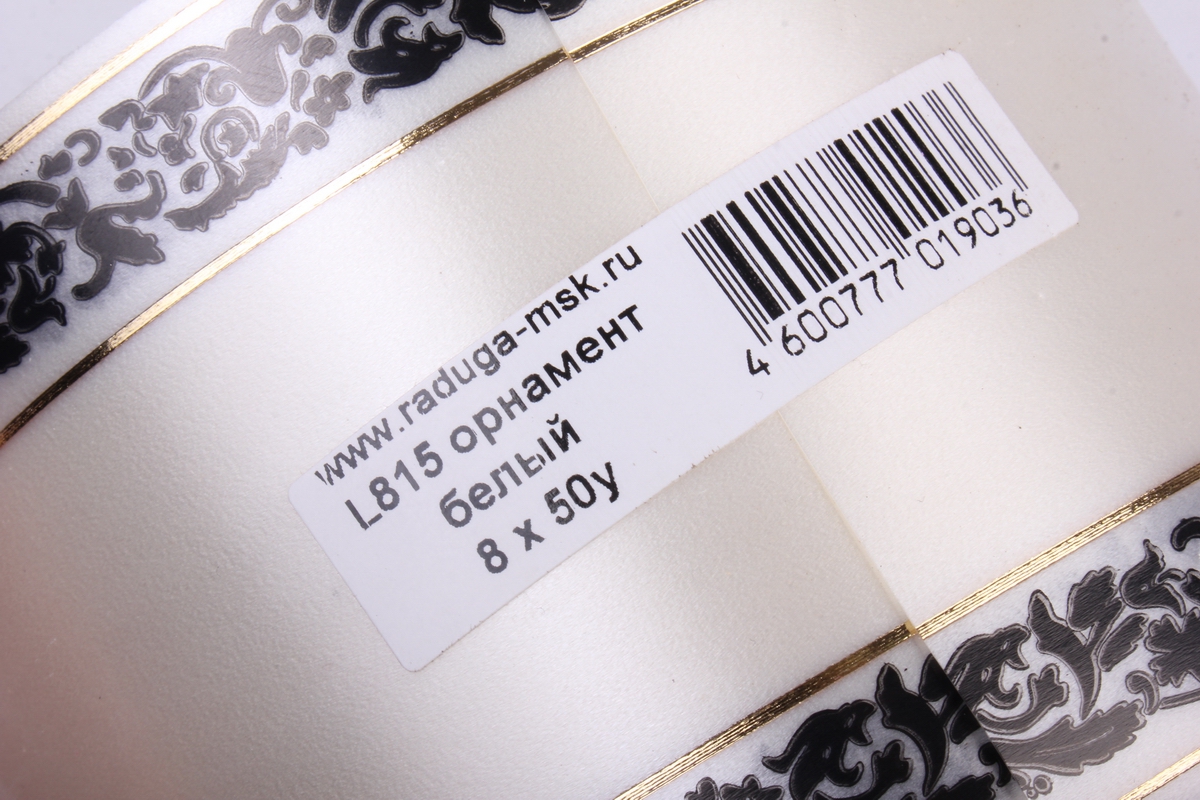 www.raduga-msk.ru
L815 орнамент
белый
8 x 50y
4 600777 019036